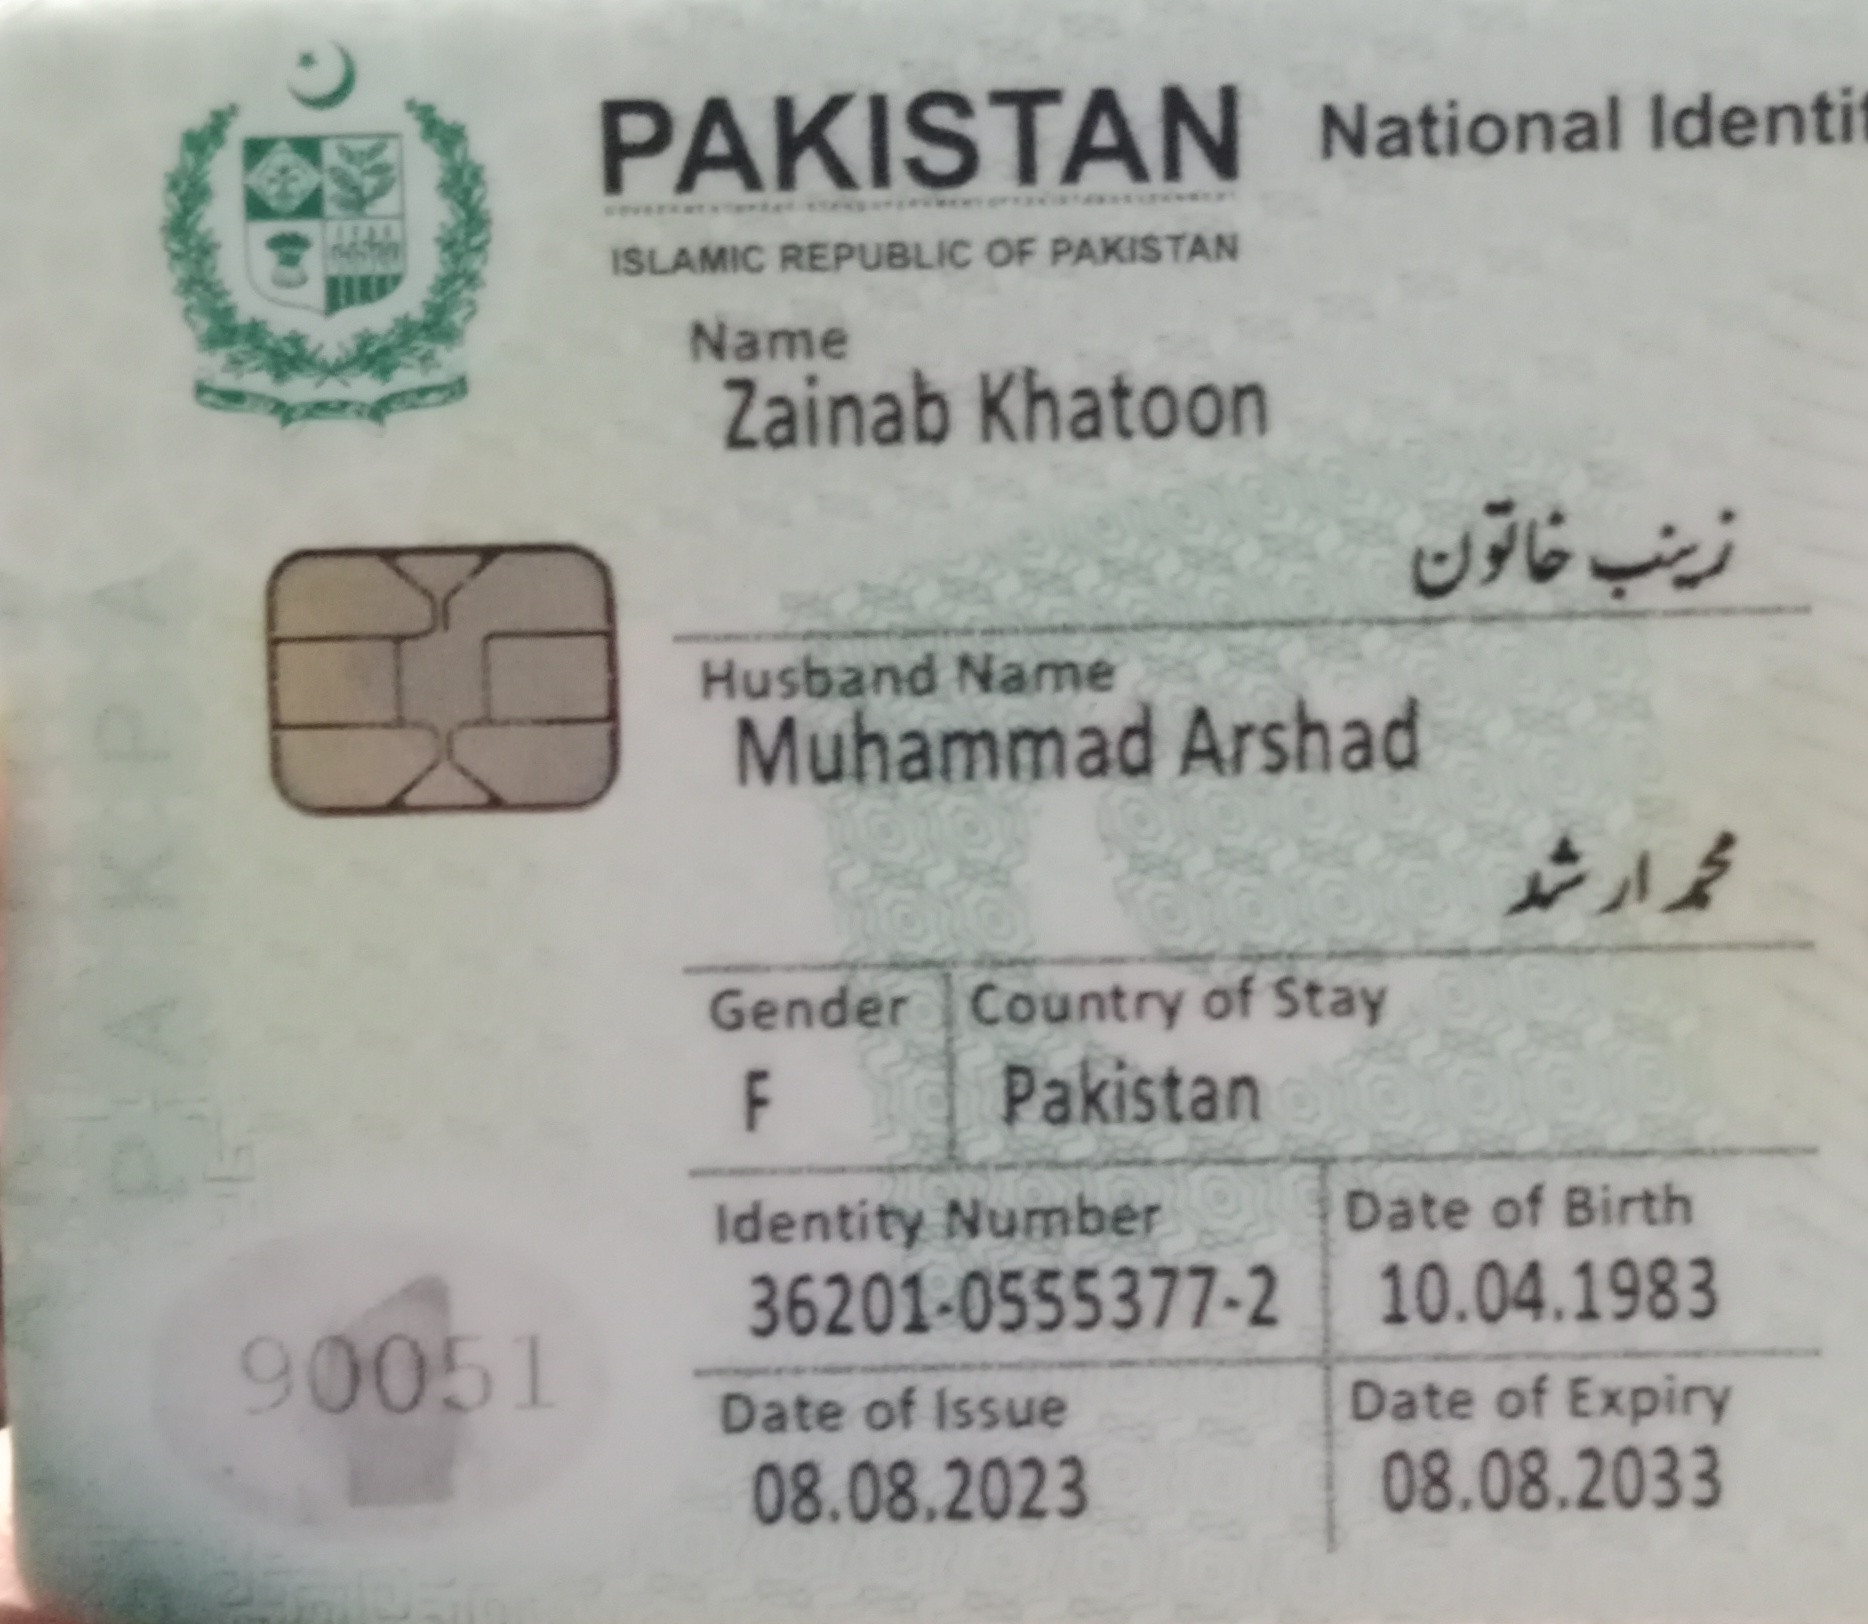 PAKISTAN National Identit
ISLAMIC REPUBLIC OF PAKISTAN
Name
Zainab Khatoon
زینب خاتون
Husband Name
Muhammad Arshad
محمد ارشد
Gender Country of Stay
F Pakistan
Identity Number Date of Birth
36201-0555377-2 10.04.1983
Date of Issue Date of Expiry
08.08.2023 08.08.2033
90051